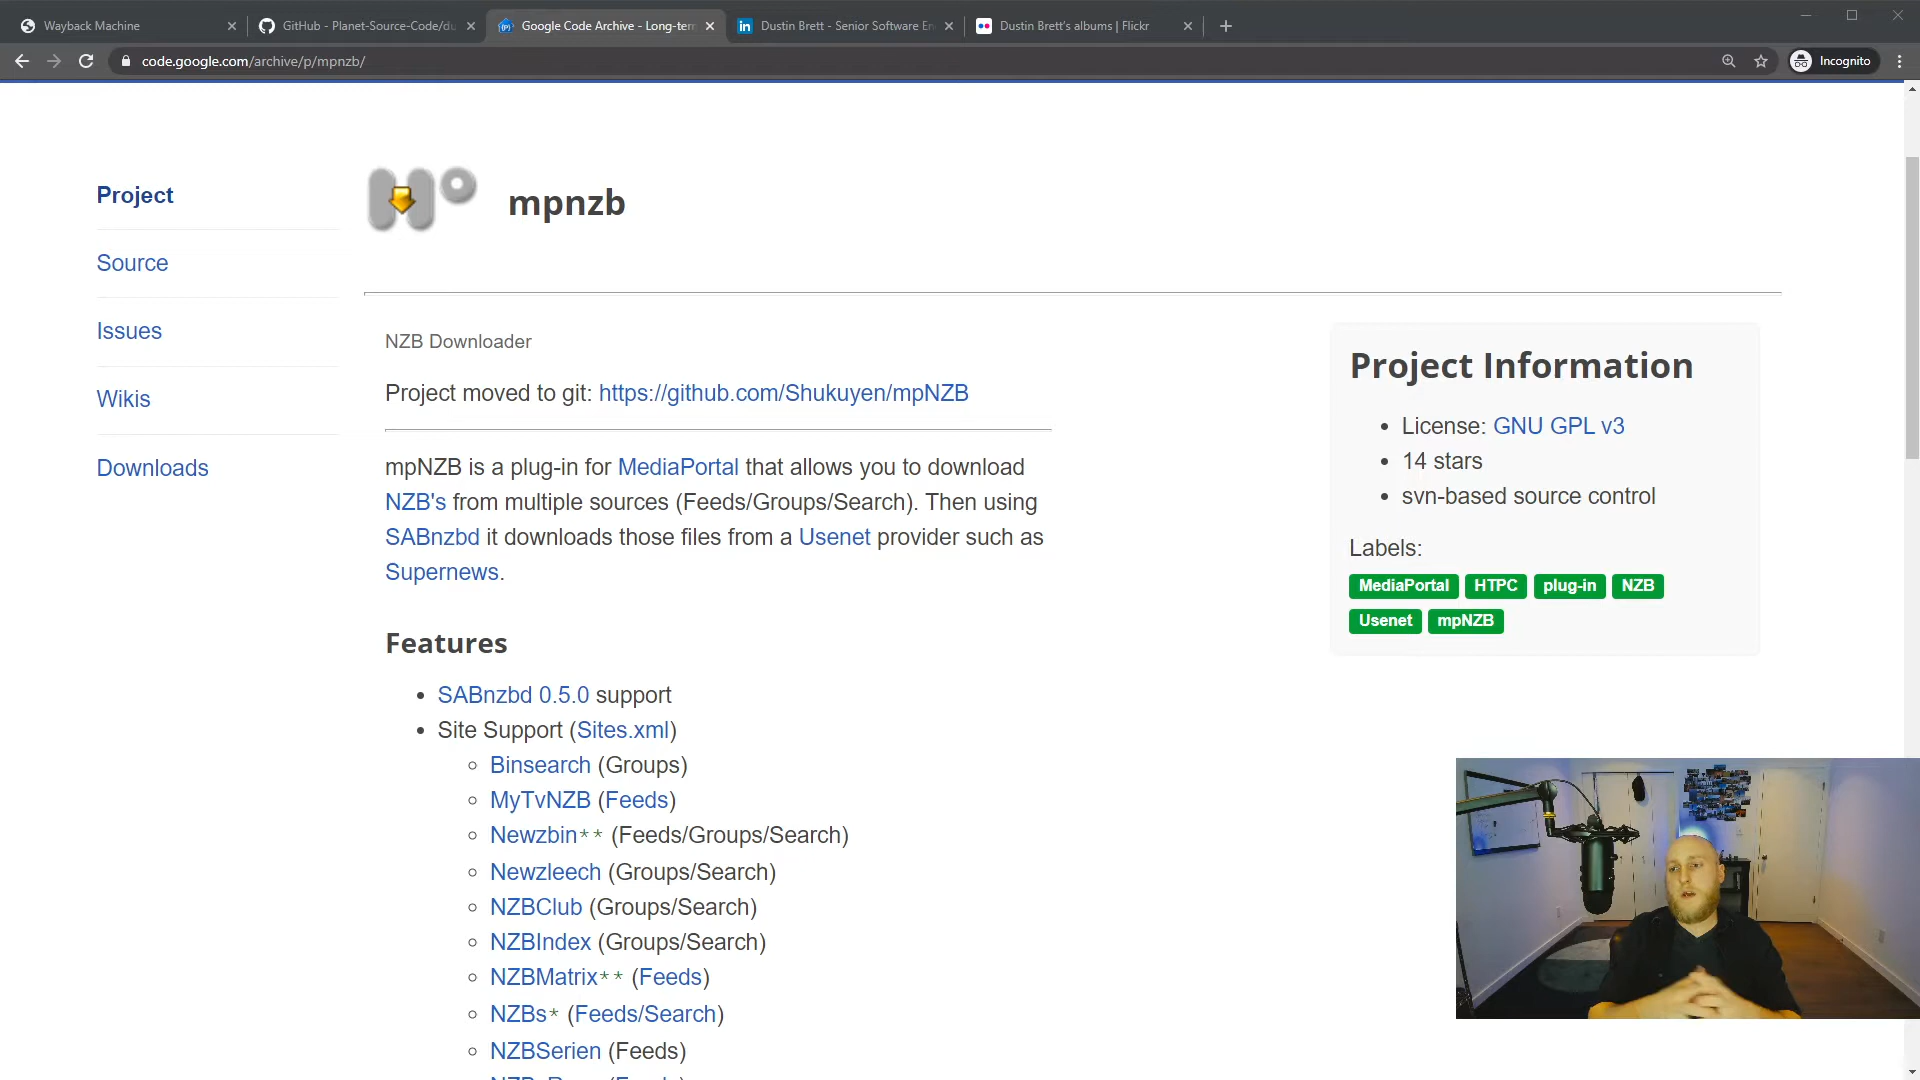 Wayback Machine
GitHub - Planet-Source-Code/du
Google Code Archive - Long-ter
Dustin Brett - Senior Software En
Dustin Brett's albums | Flickr
code.google.com/archive/p/mpnzb/
Incognito
Project
Source
Issues
Wikis
Downloads
mpnzb
NZB Downloader
Project moved to git: https://github.com/Shukuyen/mpNZB
mpNZB is a plug-in for MediaPortal that allows you to download
NZB's from multiple sources (Feeds/Groups/Search). Then using
SABnzbd it downloads those files from a Usenet provider such as
Supernews.
Features
• SABnzbd 0.5.0 support
• Site Support (Sites.xml)
○ Binsearch (Groups)
○ MyTvNZB (Feeds)
○ Newzbin** (Feeds/Groups/Search)
○ Newzleech (Groups/Search)
○ NZBClub (Groups/Search)
○ NZBIndex (Groups/Search)
○ NZBMatrix** (Feeds)
○ NZBs* (Feeds/Search)
○ NZBSerien (Feeds)
Project Information
• License: GNU GPL v3
• 14 stars
• svn-based source control
Labels:
MediaPortal HTPC plug-in NZB
Usenet mpNZB